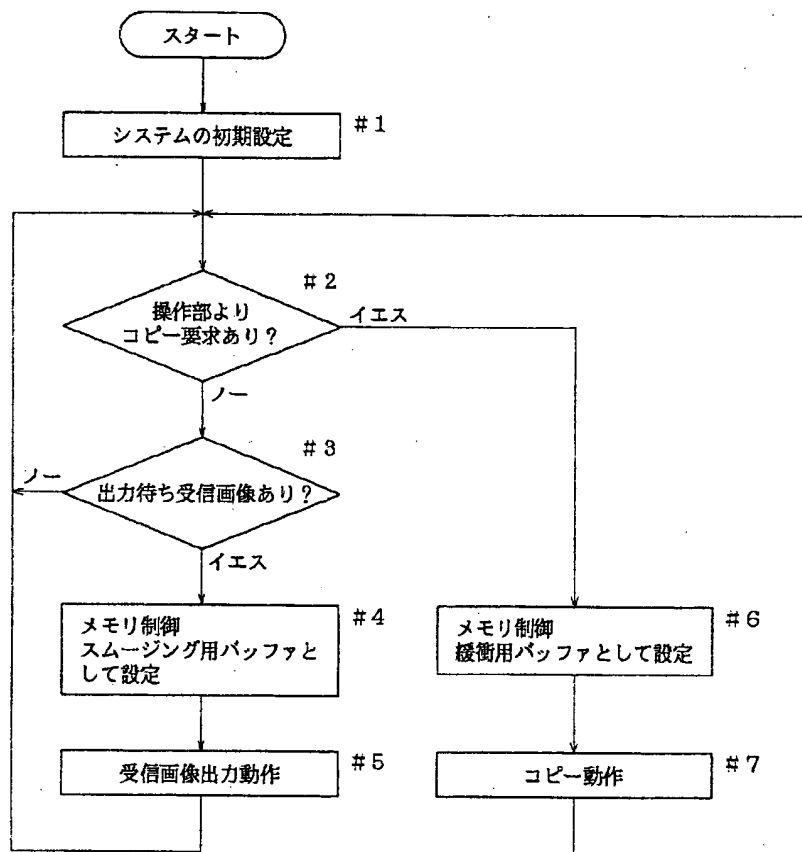 スタート
システムの初期設定
#1
#2
操作部より
コピー要求あり?
イエス
ノー
#3
ノー
出力待ち受信画像あり?
イエス
#4
メモリ制御
スムージング用バッファと
して設定
#6
メモリ制御
緩衝用バッファとして設定
受信画像出力動作
#5
コピー動作
#7